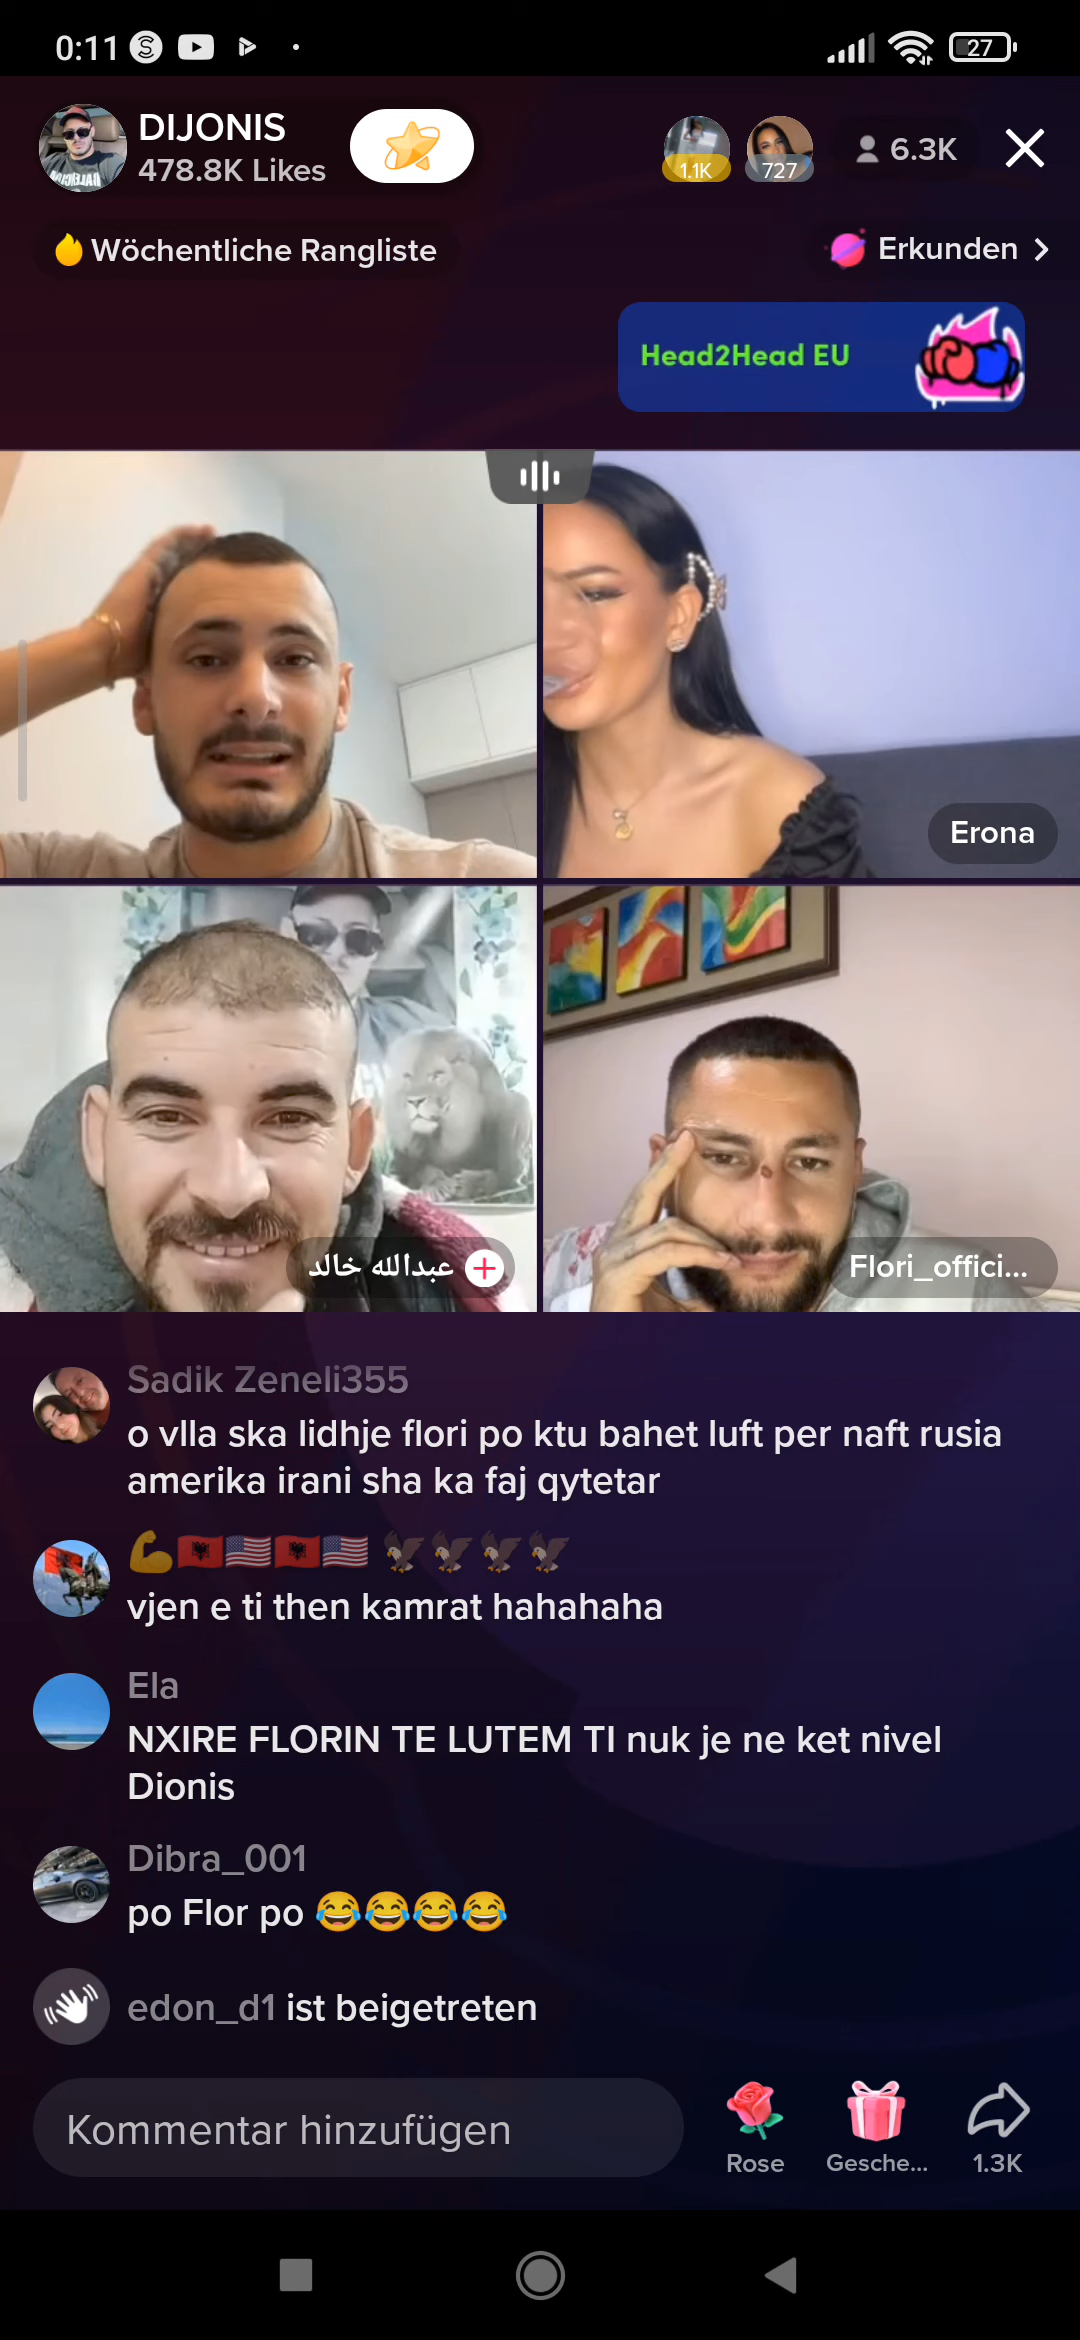 0:11
27
DIJONIS
478.8K Likes
1.1K
727
6.3K
Wöchentliche Rangliste
Erkunden
Head2Head EU
Erona
عبدالله خالد
Flori_offici...
Sadik Zeneli355
o vlla ska lidhje flori po ktu bahet luft per naft rusia
amerika irani sha ka faj qytetar
💪🇦🇱🇺🇸🇦🇱🇺🇸 🦅🦅🦅🦅
vjen e ti then kamrat hahahaha
Ela
NXIRE FLORIN TE LUTEM TI nuk je ne ket nivel
Dionis
Dibra_001
po Flor po 😂😂😂😂
edon_d1 ist beigetreten
Kommentar hinzufügen
Rose
Gesche...
1.3K